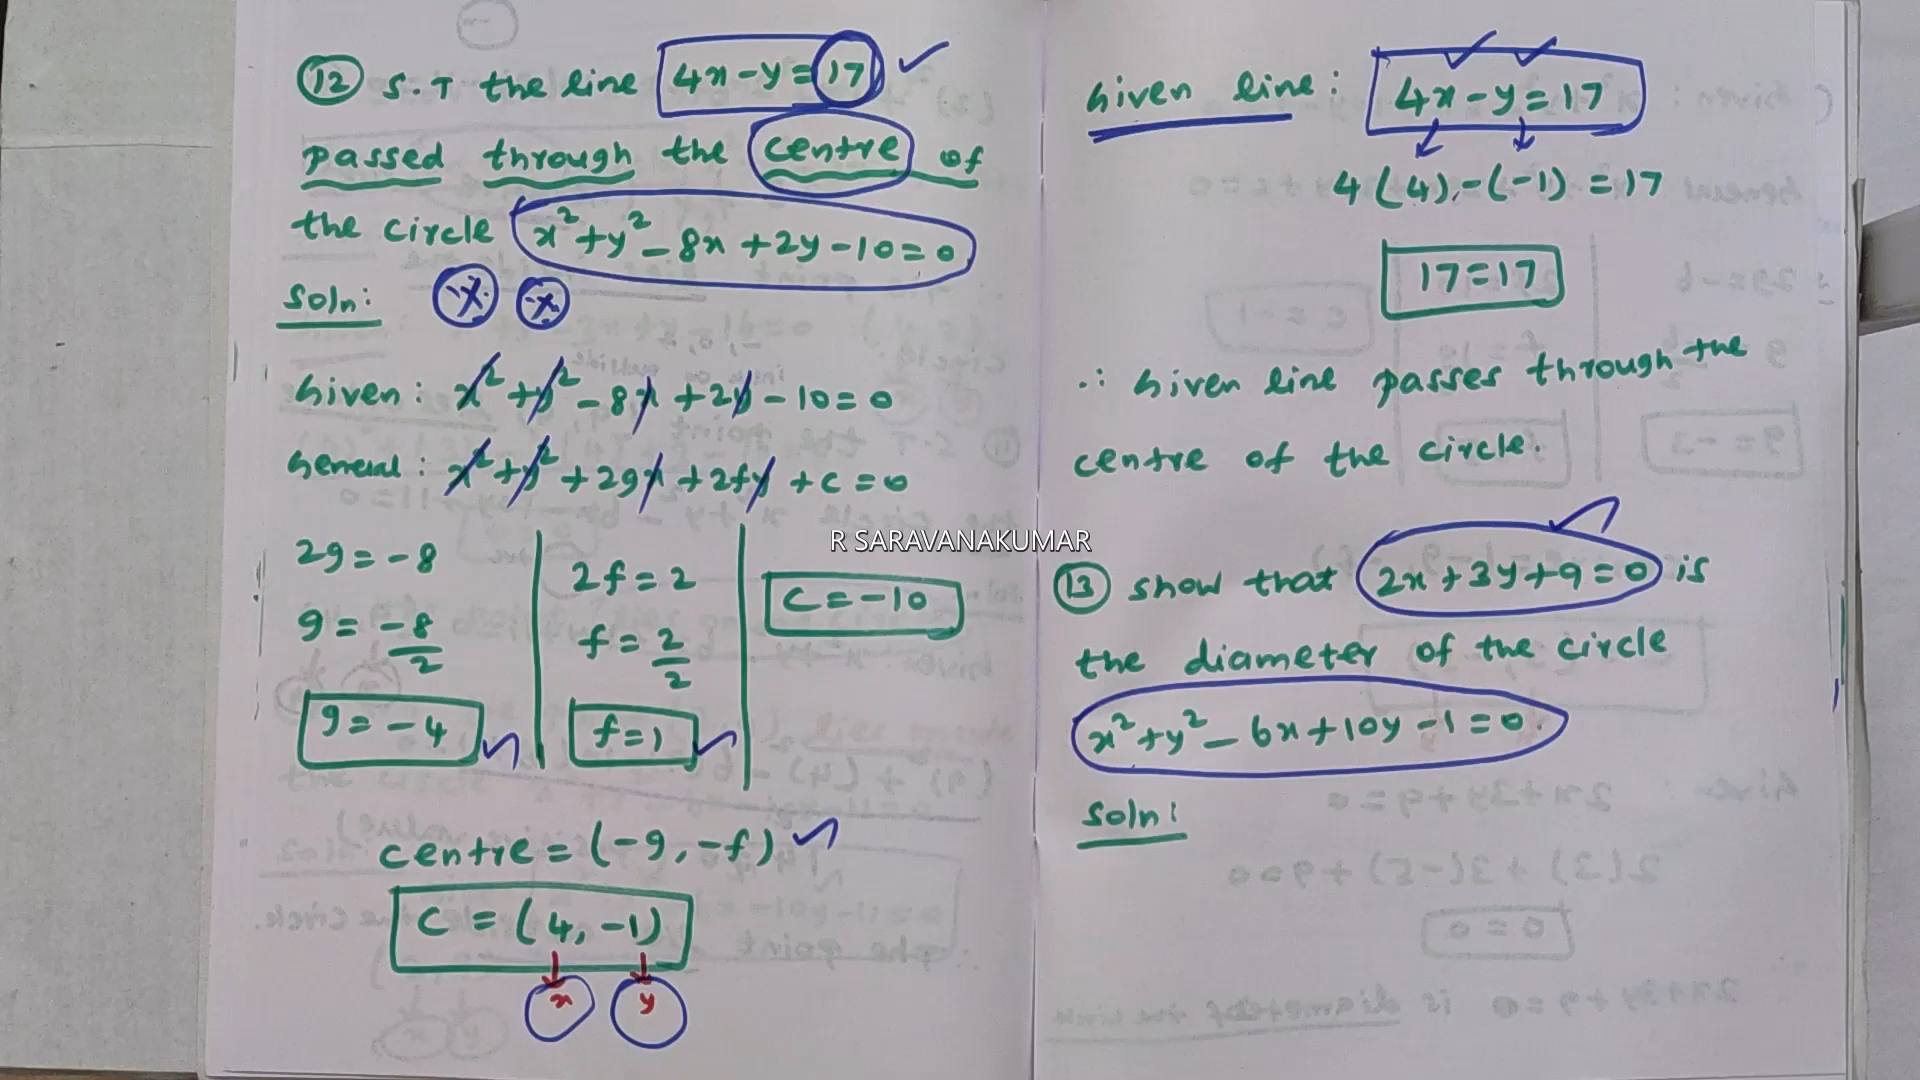 12 S.T the line 4x-y=17
passed through the centre of
the circle x²+y²-8x+2y-10=0
Soln:
Given: x²+y²-8x+2y-10=0
General: x²+y²+2gx+2fy+c=0
2g=-8
g=-8/2
g=-4
2f=2
f=2/2
f=1
C=-10
centre=(-g,-f)
C=(4,-1)
x y
Given line: 4x-y=17
4(4)-(-1)=17
17=17
∴ Given line passes through the
centre of the circle.
R SARAVANAKUMAR
13 show that 2x+3y+9=0 is
the diameter of the circle
x²+y²-6x+10y-1=0.
Soln: